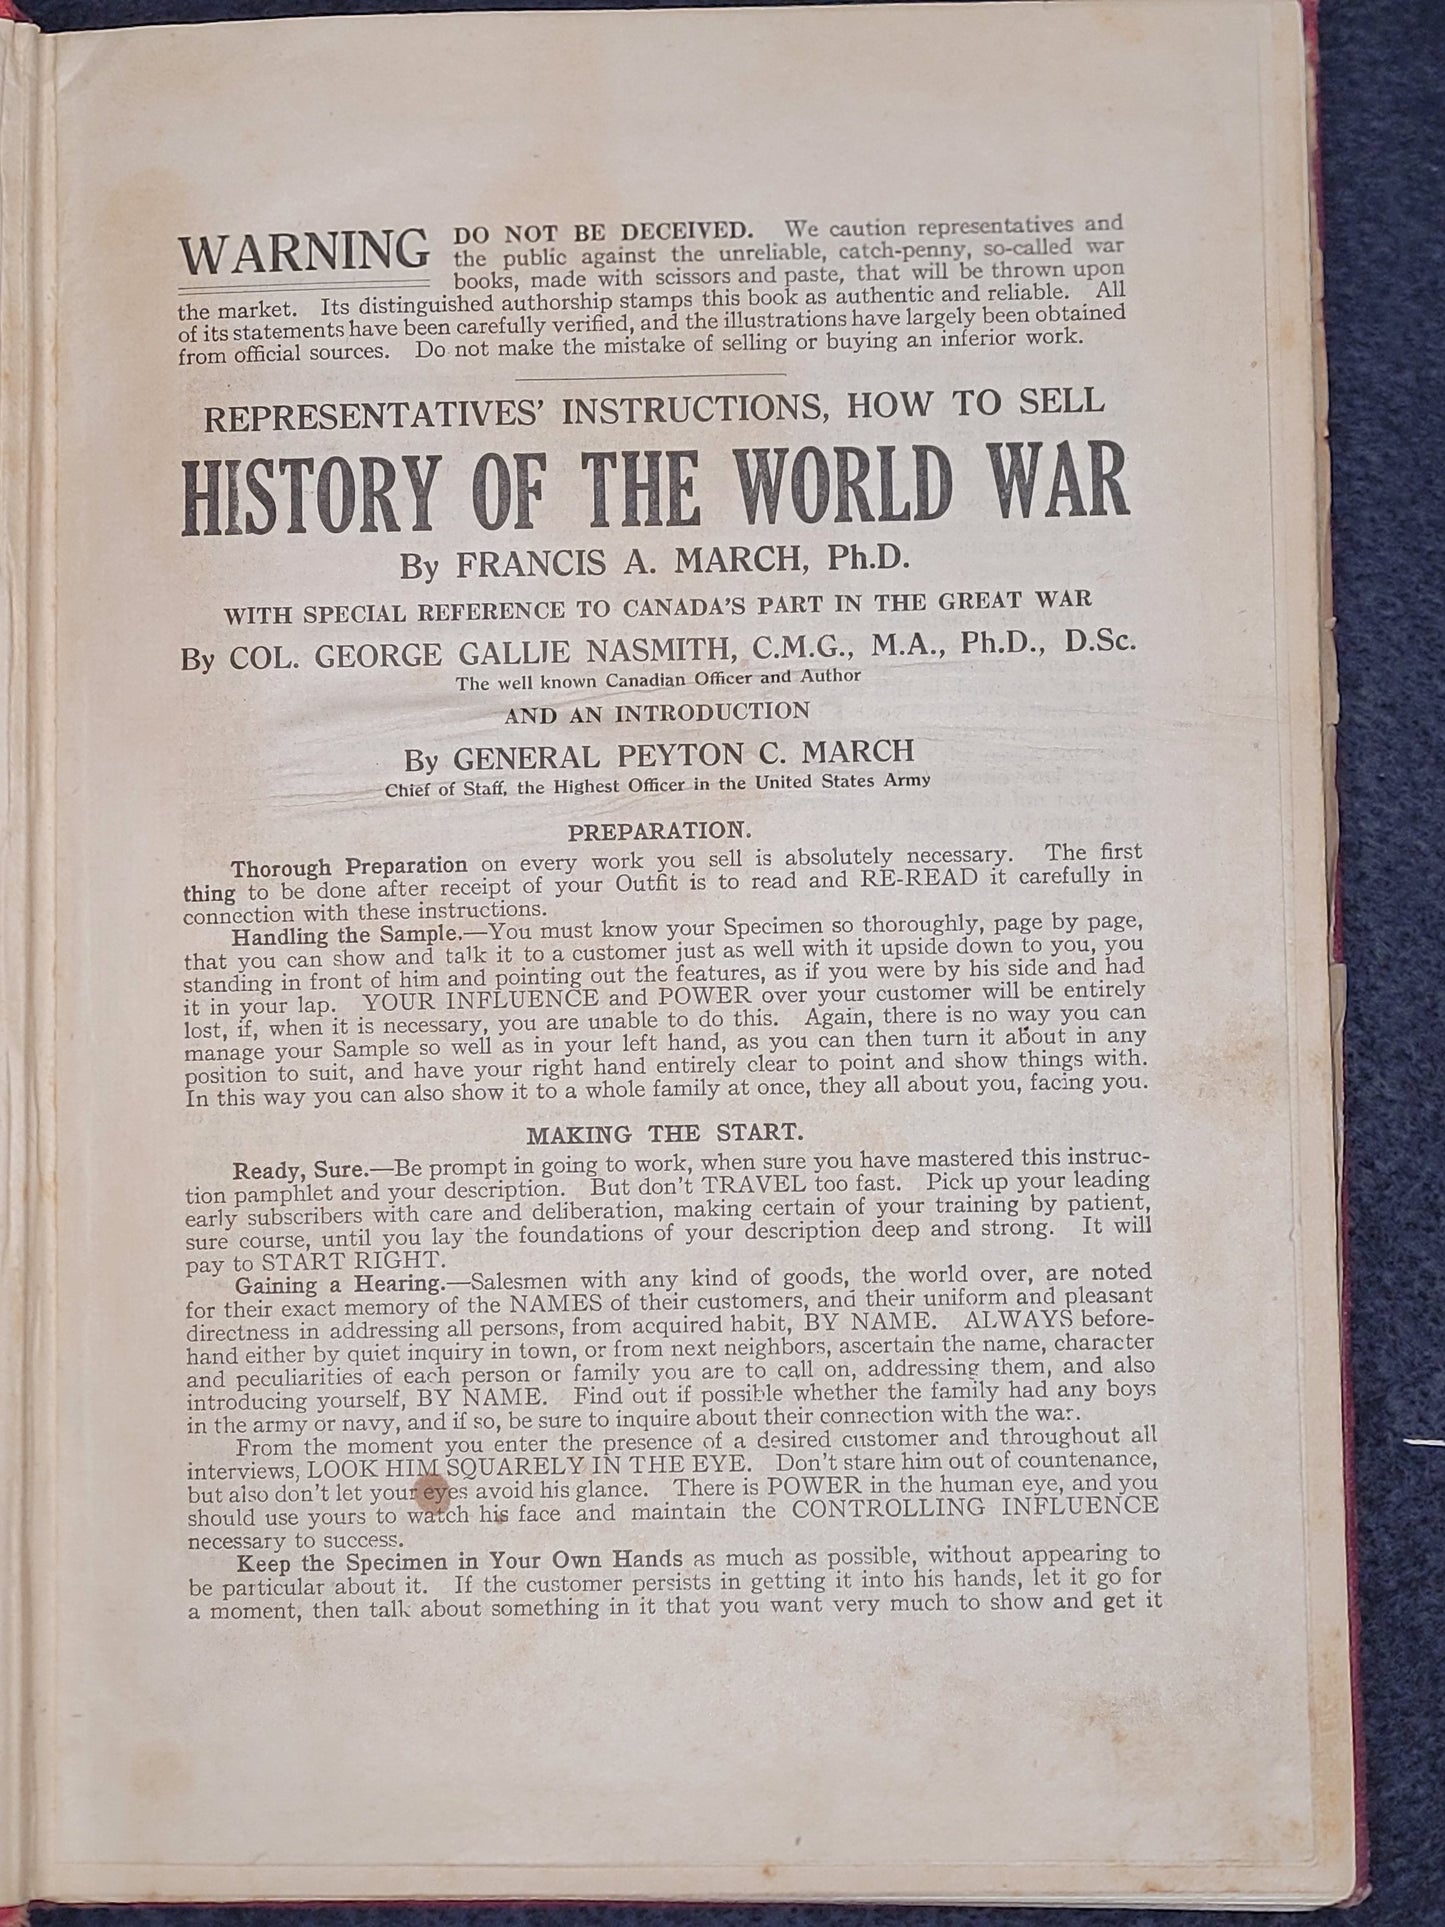 WARNING DO NOT BE DECEIVED. We caution representatives and
the public against the unreliable, catch-penny, so-called war
books, made with scissors and paste, that will be thrown upon
the market. Its distinguished authorship stamps this book as authentic and reliable. All
of its statements have been carefully verified, and the illustrations have largely been obtained
from official sources. Do not make the mistake of selling or buying an inferior work.
REPRESENTATIVES' INSTRUCTIONS, HOW TO SELL
HISTORY OF THE WORLD WAR
By FRANCIS A. MARCH, Ph.D.
WITH SPECIAL REFERENCE TO CANADA'S PART IN THE GREAT WAR
By COL. GEORGE GALLIE NASMITH, C.M.G., M.A., Ph.D., D.Sc.
The well known Canadian Officer and Author
AND AN INTRODUCTION
By GENERAL PEYTON C. MARCH
Chief of Staff, the Highest Officer in the United States Army
PREPARATION.
Thorough Preparation on every work you sell is absolutely necessary. The first
thing to be done after receipt of your Outfit is to read and RE-READ it carefully in
connection with these instructions.
Handling the Sample.—You must know your Specimen so thoroughly, page by page,
that you can show and talk it to a customer just as well with it upside down to you, you
standing in front of him and pointing out the features, as if you were by his side and had
it in your lap. YOUR INFLUENCE and POWER over your customer will be entirely
lost, if, when it is necessary, you are unable to do this. Again, there is no way you can
manage your Sample so well as in your left hand, as you can then turn it about in any
position to suit, and have your right hand entirely clear to point and show things with.
In this way you can also show it to a whole family at once, they all about you, facing you.
MAKING THE START.
Ready, Sure.—Be prompt in going to work, when sure you have mastered this instruc-
tion pamphlet and your description. But don't TRAVEL too fast. Pick up your leading
early subscribers with care and deliberation, making certain of your training by patient,
sure course, until you lay the foundations of your description deep and strong. It will
pay to START RIGHT.
Gaining a Hearing.—Salesmen with any kind of goods, the world over, are noted
for their exact memory of the NAMES of their customers, and their uniform and pleasant
directness in addressing all persons, from acquired habit, BY NAME. ALWAYS before-
hand either by quiet inquiry in town, or from next neighbors, ascertain the name, character
and peculiarities of each person or family you are to call on, addressing them, and also
introducing yourself, BY NAME. Find out if possible whether the family had any boys
in the army or navy, and if so, be sure to inquire about their connection with the war.
From the moment you enter the presence of a desired customer and throughout all
interviews, LOOK HIM SQUARELY IN THE EYE. Don't stare him out of countenance,
but also don't let your eyes avoid his glance. There is POWER in the human eye, and you
should use yours to watch his face and maintain the CONTROLLING INFLUENCE
necessary to success.
Keep the Specimen in Your Own Hands as much as possible, without appearing to
be particular about it. If the customer persists in getting it into his hands, let it go for
a moment, then talk about something in it that you want very much to show and get it